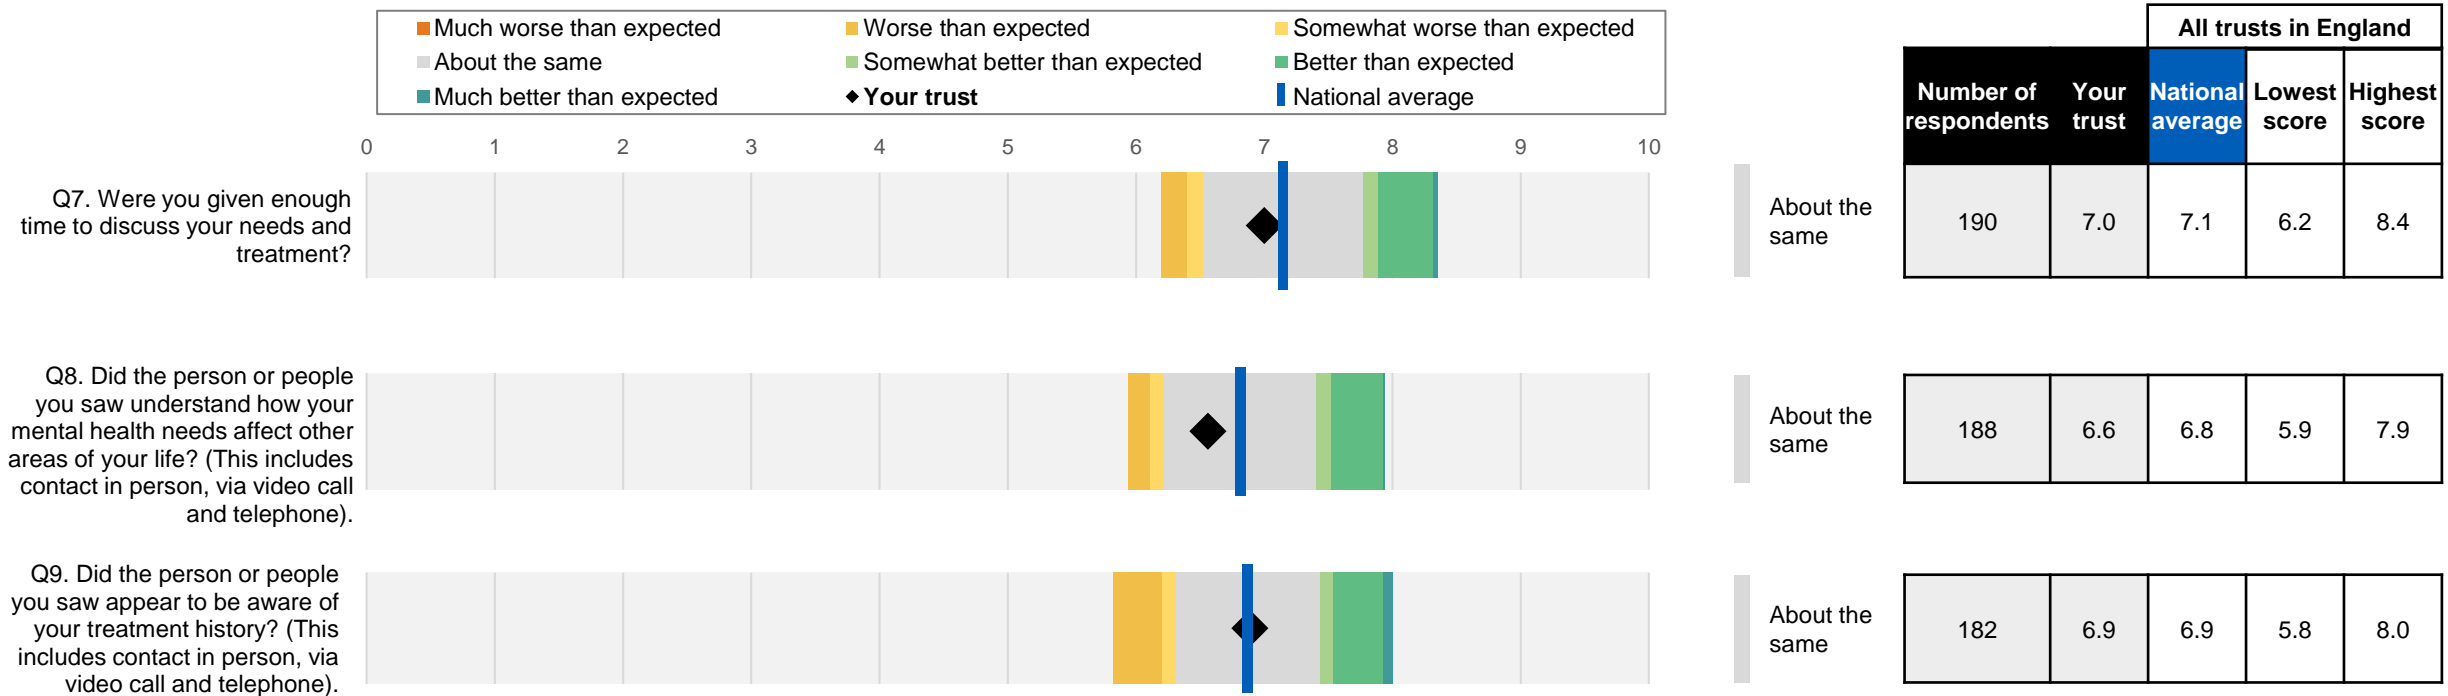 Much worse than expected
Worse than expected
Somewhat worse than expected
About the same
Somewhat better than expected
Better than expected
Much better than expected
Your trust
National average
All trusts in England
Number of respondents
Your trust
National average
Lowest score
Highest score
0 1 2 3 4 5 6 7 8 9 10
Q7. Were you given enough
time to discuss your needs and
treatment?
About the
same
190 7.0 7.1 6.2 8.4
Q8. Did the person or people
you saw understand how your
mental health needs affect other
areas of your life? (This includes
contact in person, via video call
and telephone).
About the
same
188 6.6 6.8 5.9 7.9
Q9. Did the person or people
you saw appear to be aware of
your treatment history? (This
includes contact in person, via
video call and telephone).
About the
same
182 6.9 6.9 5.8 8.0